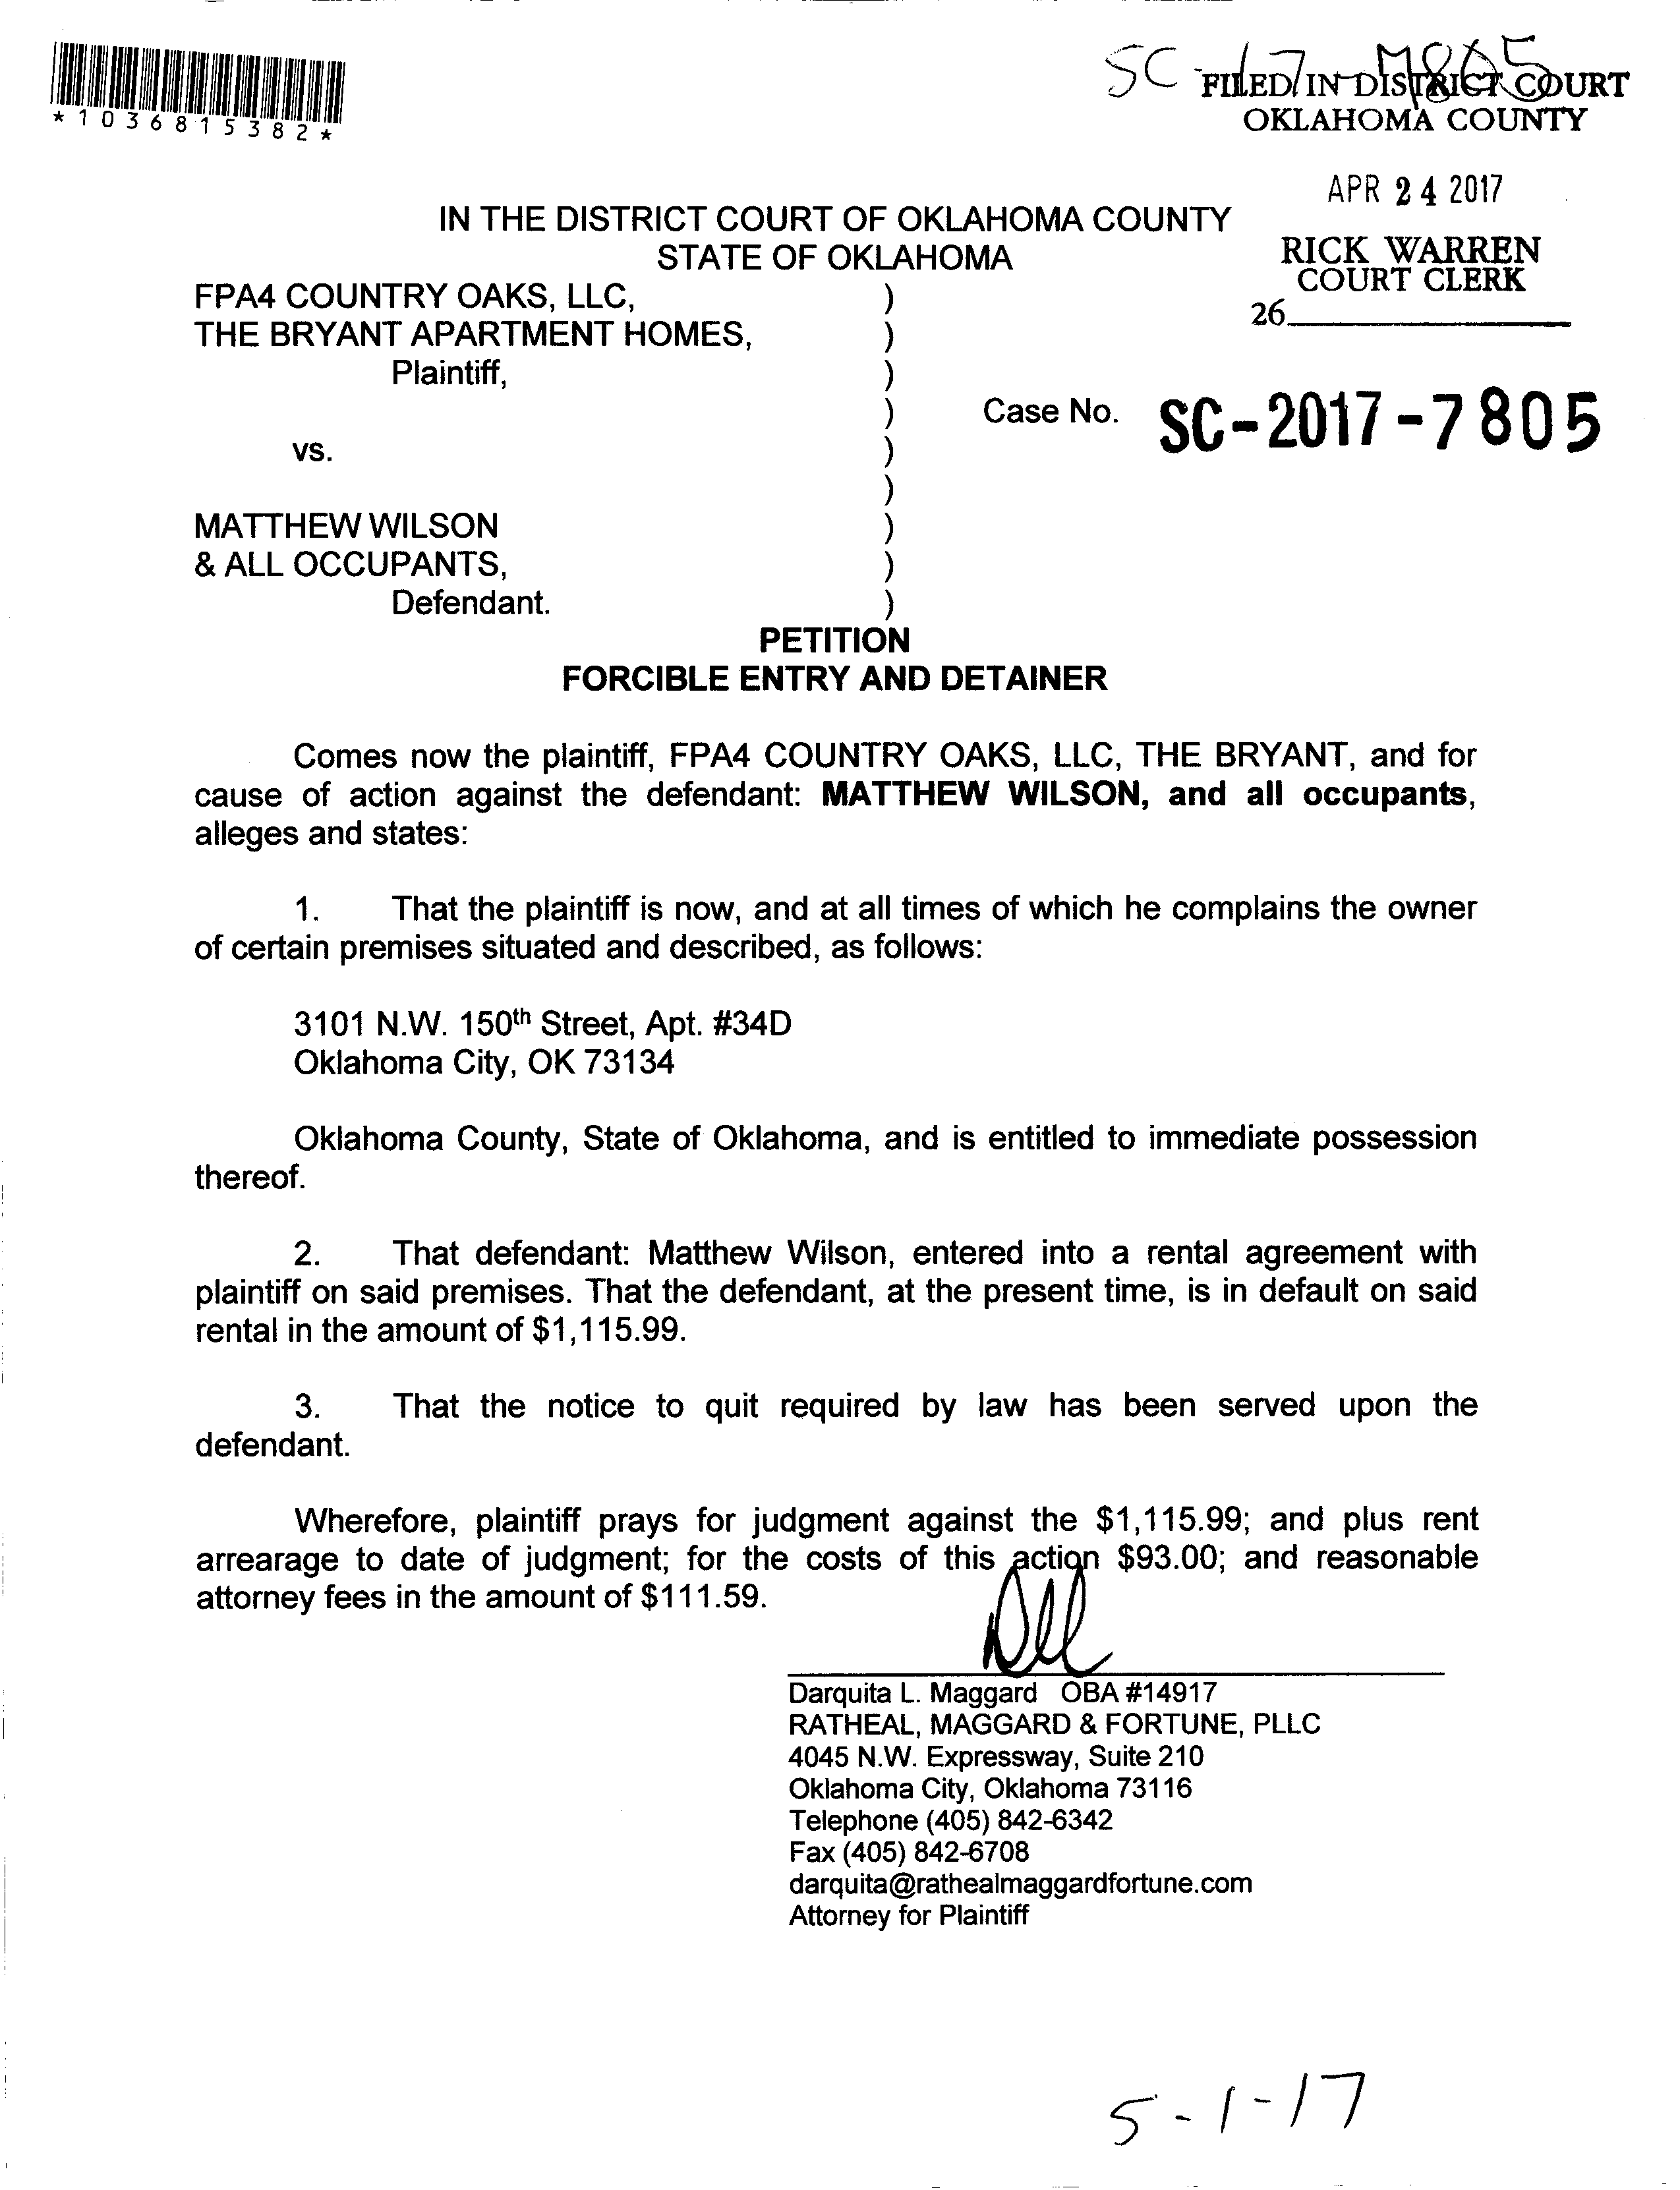 *1036815382*
SC-17-7805
FILED IN DISTRICT COURT
OKLAHOMA COUNTY
APR 24 2017
RICK WARREN
COURT CLERK
26
IN THE DISTRICT COURT OF OKLAHOMA COUNTY
STATE OF OKLAHOMA
FPA4 COUNTRY OAKS, LLC, )
THE BRYANT APARTMENT HOMES, )
Plaintiff, )
) Case No. SC-2017-7805
vs. )
)
MATTHEW WILSON )
& ALL OCCUPANTS, )
Defendant. )
PETITION
FORCIBLE ENTRY AND DETAINER
Comes now the plaintiff, FPA4 COUNTRY OAKS, LLC, THE BRYANT, and for
cause of action against the defendant: MATTHEW WILSON, and all occupants,
alleges and states:
1. That the plaintiff is now, and at all times of which he complains the owner
of certain premises situated and described, as follows:
3101 N.W. 150th Street, Apt. #34D
Oklahoma City, OK 73134
Oklahoma County, State of Oklahoma, and is entitled to immediate possession
thereof.
2. That defendant: Matthew Wilson, entered into a rental agreement with
plaintiff on said premises. That the defendant, at the present time, is in default on said
rental in the amount of $1,115.99.
3. That the notice to quit required by law has been served upon the
defendant.
Wherefore, plaintiff prays for judgment against the $1,115.99; and plus rent
arrearage to date of judgment; for the costs of this action $93.00; and reasonable
attorney fees in the amount of $111.59.
Darquita L. Maggard OBA #14917
RATHEAL, MAGGARD & FORTUNE, PLLC
4045 N.W. Expressway, Suite 210
Oklahoma City, Oklahoma 73116
Telephone (405) 842-6342
Fax (405) 842-6708
darquita@rathealmaggardfortune.com
Attorney for Plaintiff
5-1-17